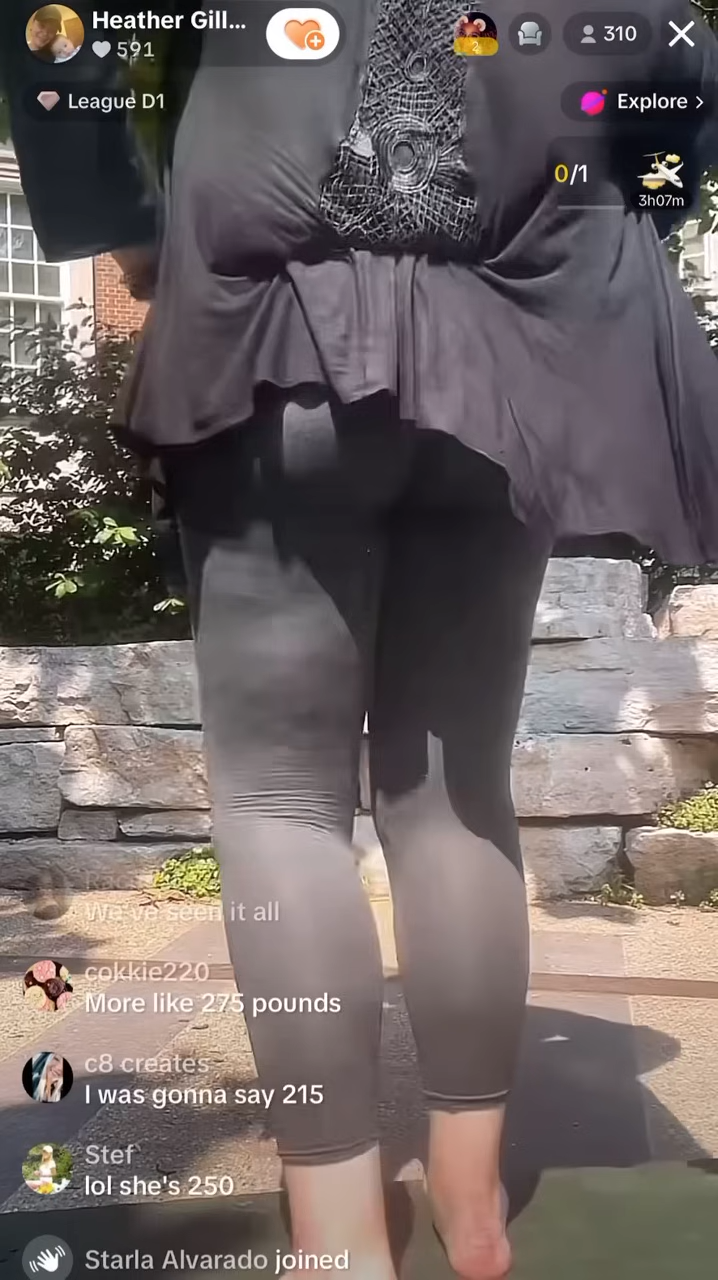 Heather Gill...
591
310
League D1
Explore >
0/1
3h07m
We've seen it all
cokkie220
More like 275 pounds
c8 creates
I was gonna say 215
Stef
lol she's 250
Starla Alvarado joined